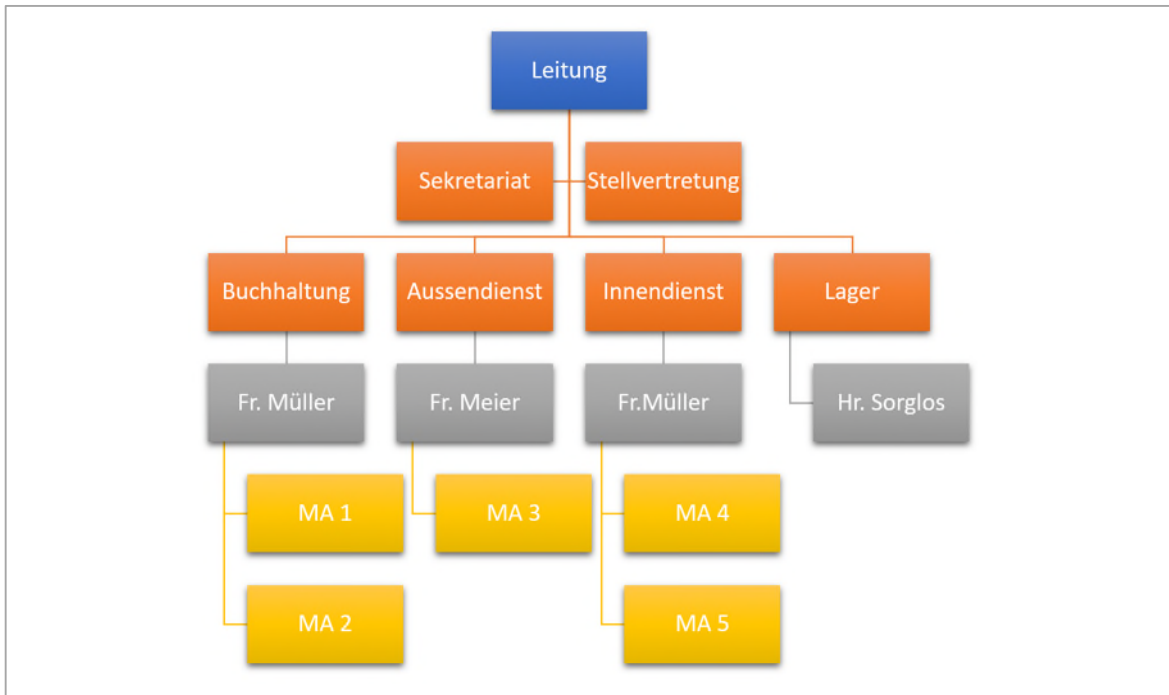 Leitung
Sekretariat
Stellvertretung
Buchhaltung
Aussendienst
Innendienst
Lager
Fr. Müller
Fr. Meier
Fr.Müller
Hr. Sorglos
MA 1
MA 3
MA 4
MA 2
MA 5